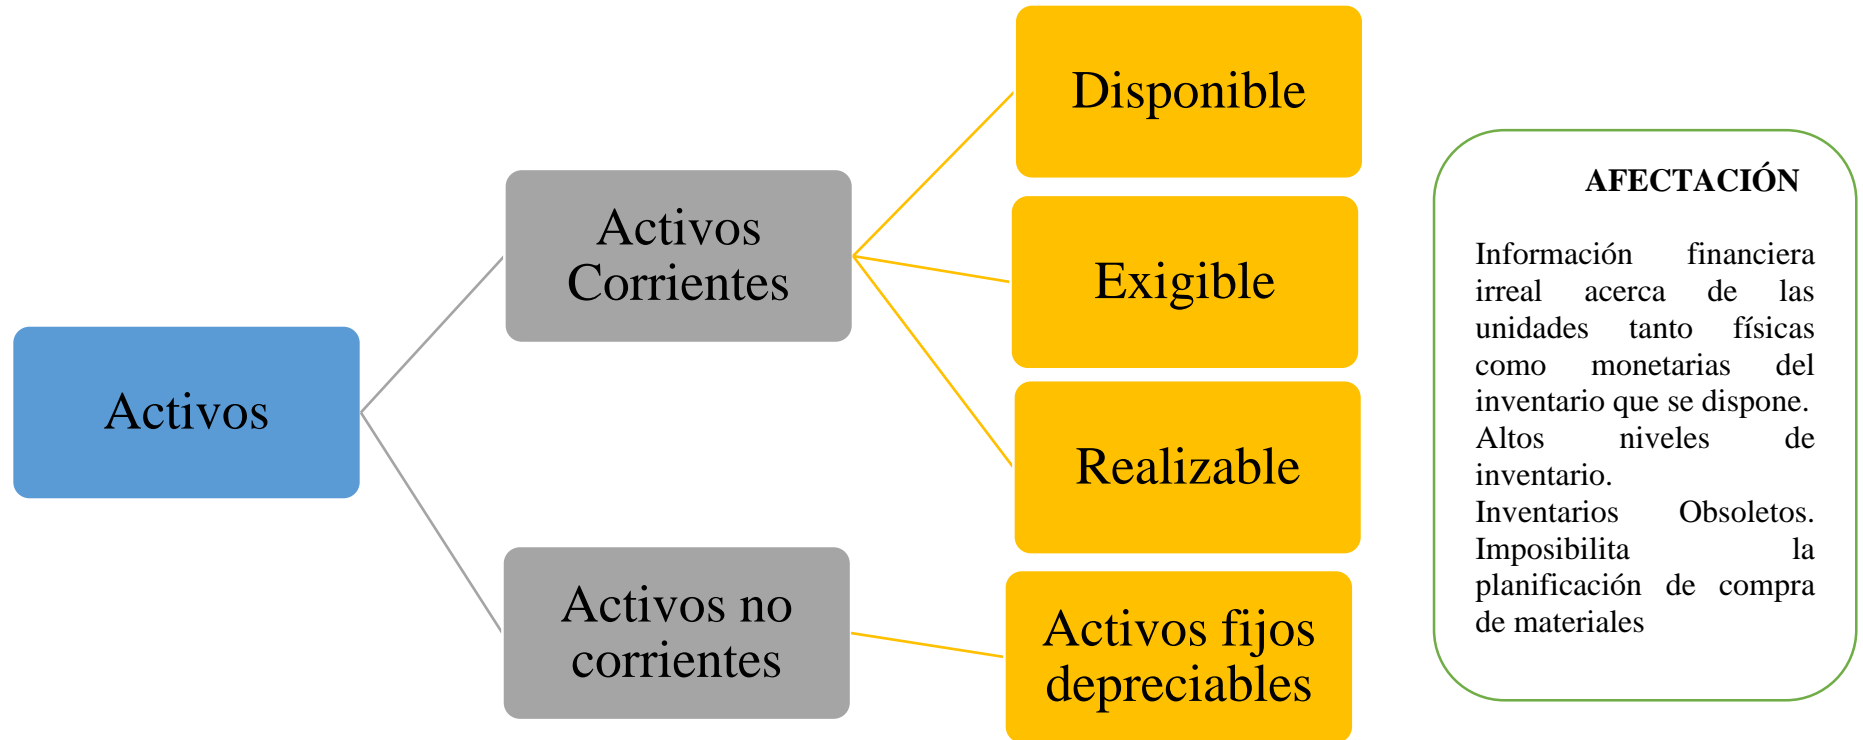 Activos
Activos
Corrientes
Activos no
corrientes
Disponible
Exigible
Realizable
Activos fijos
depreciables
AFECTACIÓN
Información financiera
irreal acerca de las
unidades tanto físicas
como monetarias del
inventario que se dispone.
Altos niveles de
inventario.
Inventarios Obsoletos.
Imposibilita la
planificación de compra
de materiales